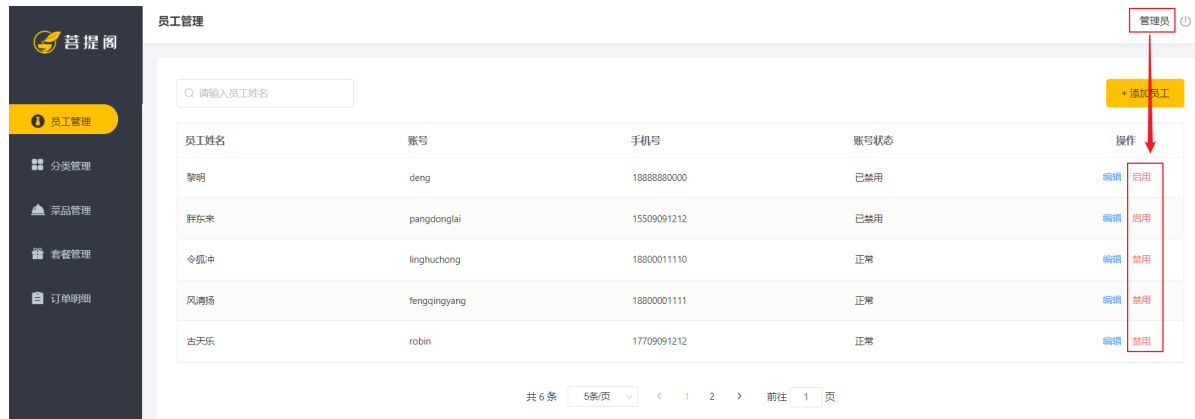 菩提阁
员工管理
管理员
请输入员工姓名
+ 添加员工
员工管理
分类管理
菜品管理
套餐管理
订单明细
员工姓名 账号 手机号 账号状态 操作
黎明 deng 18888880000 已禁用 编辑 启用
胖东来 pangdonglai 15509091212 已禁用 编辑 启用
令狐冲 linghuchong 18800011110 正常 编辑 禁用
风清扬 fengqingyang 18800001111 正常 编辑 禁用
古天乐 robin 17709091212 正常 编辑 禁用
共 6 条 5条/页 < 1 2 > 前往 1 页